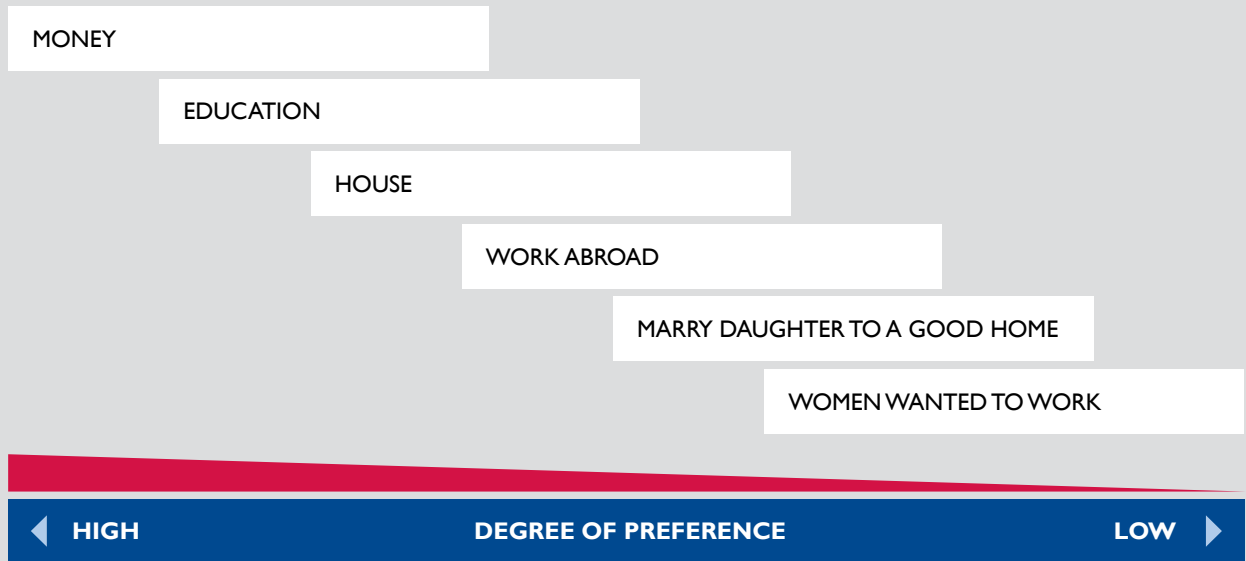 MONEY
EDUCATION
HOUSE
WORK ABROAD
MARRY DAUGHTER TO A GOOD HOME
WOMEN WANTED TO WORK
HIGH DEGREE OF PREFERENCE LOW